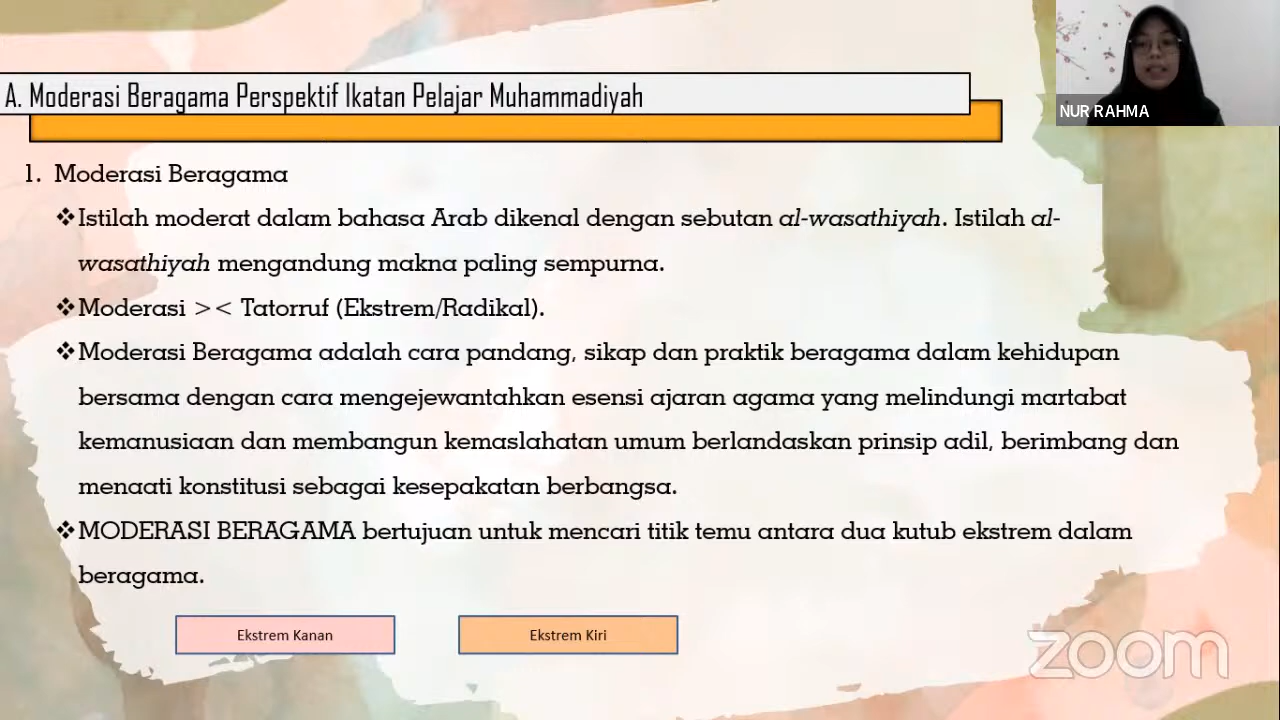 NUR RAHMA
A. Moderasi Beragama Perspektif Ikatan Pelajar Muhammadiyah
1. Moderasi Beragama
❖Istilah moderat dalam bahasa Arab dikenal dengan sebutan al-wasathiyah. Istilah al-
wasathiyah mengandung makna paling sempurna.
❖Moderasi >< Tatorruf (Ekstrem/Radikal).
❖Moderasi Beragama adalah cara pandang, sikap dan praktik beragama dalam kehidupan
bersama dengan cara mengejewantahkan esensi ajaran agama yang melindungi martabat
kemanusiaan dan membangun kemaslahatan umum berlandaskan prinsip adil, berimbang dan
menaati konstitusi sebagai kesepakatan berbangsa.
❖MODERASI BERAGAMA bertujuan untuk mencari titik temu antara dua kutub ekstrem dalam
beragama.
Ekstrem Kanan
Ekstrem Kiri
zoom